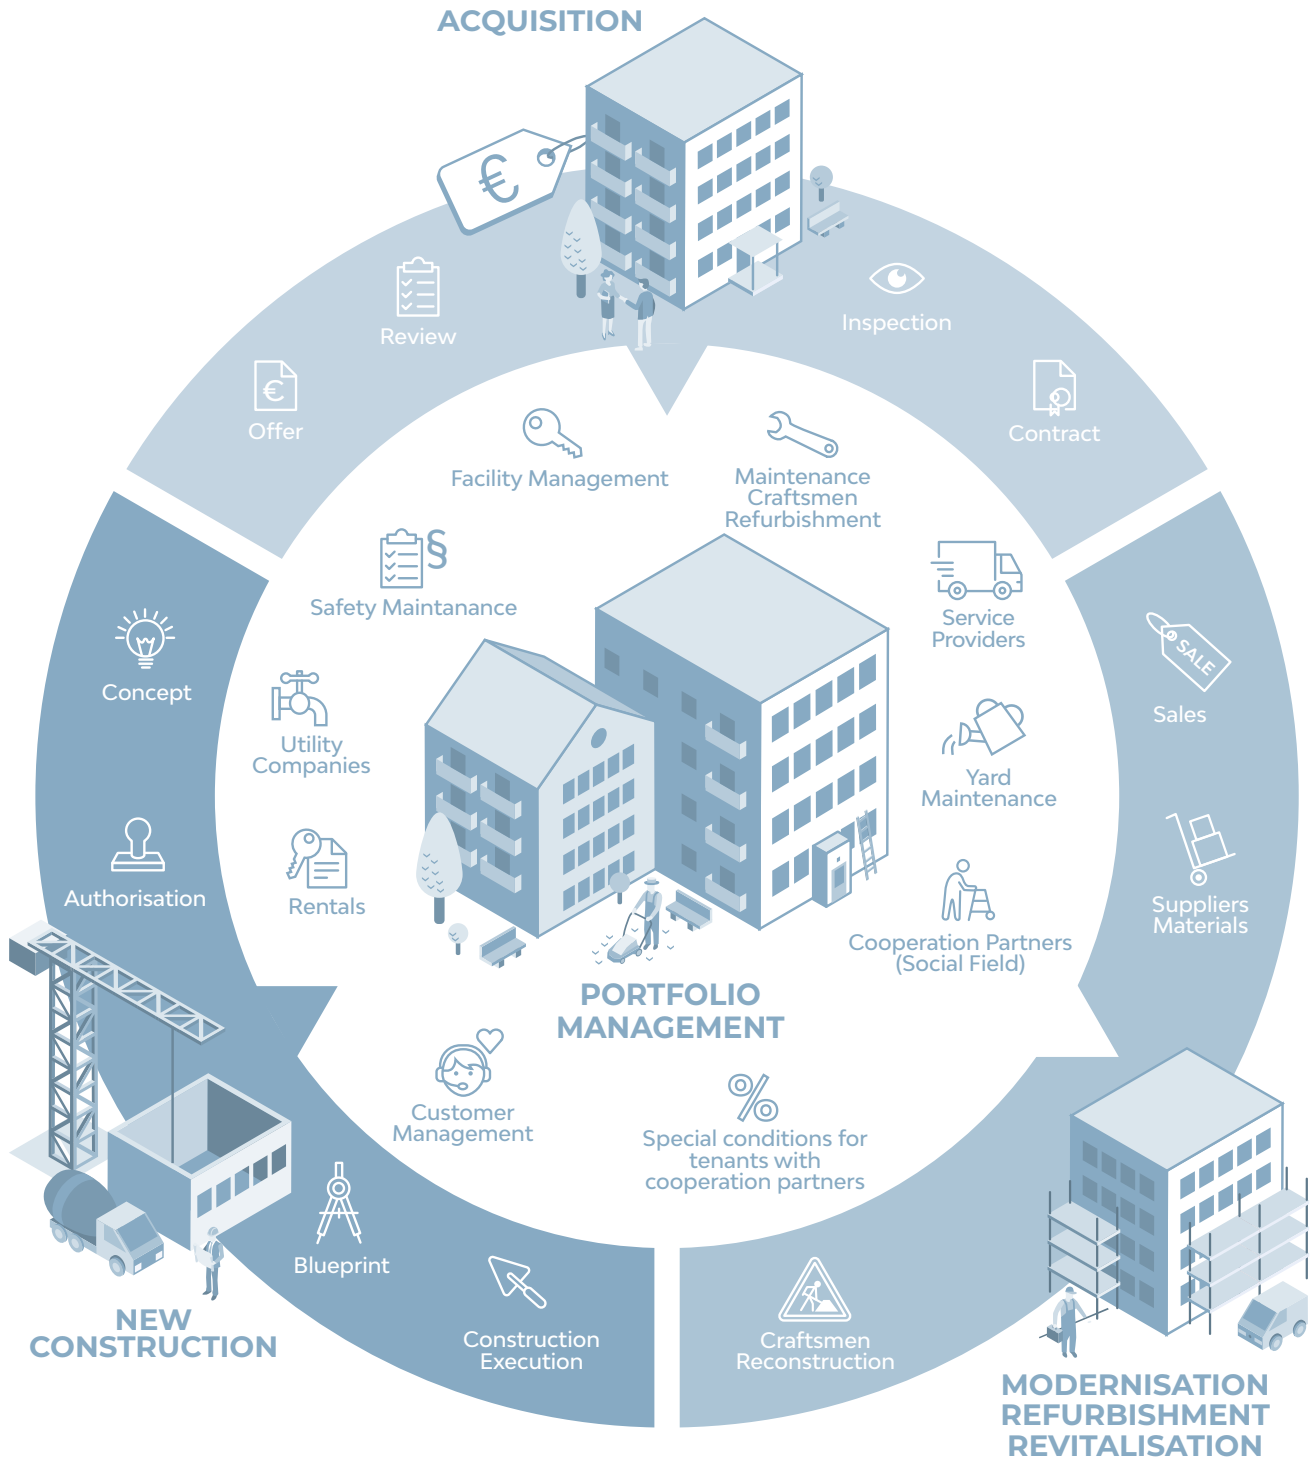 ACQUISITION
€
Review
Inspection
€
Offer
Contract
Facility Management
Maintenance
Craftsmen
Refurbishment
§
Safety Maintanance
Service
Providers
Concept
SALE
Sales
Utility
Companies
Yard
Maintenance
Authorisation
Rentals
Suppliers
Materials
Cooperation Partners
(Social Field)
PORTFOLIO
MANAGEMENT
Customer
Management
%
Special conditions for
tenants with
cooperation partners
Blueprint
NEW
CONSTRUCTION
Construction
Execution
Craftsmen
Reconstruction
MODERNISATION
REFURBISHMENT
REVITALISATION